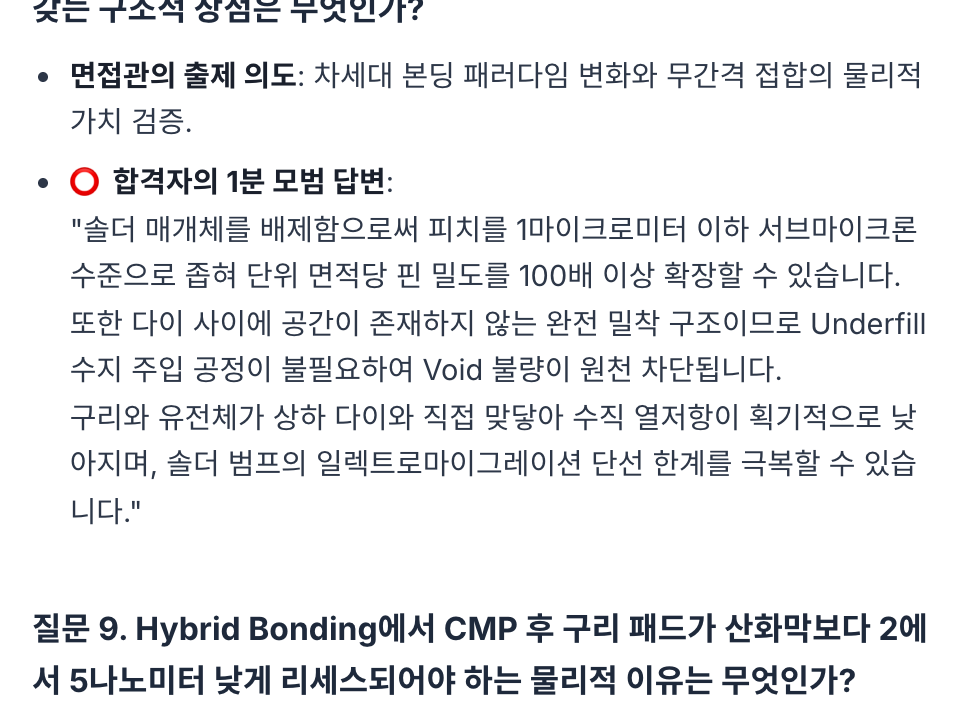 갖는 구조적 장점은 무엇인가?
• 면접관의 출제 의도: 차세대 본딩 패러다임 변화와 무간격 접합의 물리적
가치 검증.
• ⭕ 합격자의 1분 모범 답변:
"솔더 매개체를 배제함으로써 피치를 1마이크로미터 이하 서브마이크론
수준으로 좁혀 단위 면적당 핀 밀도를 100배 이상 확장할 수 있습니다.
또한 다이 사이에 공간이 존재하지 않는 완전 밀착 구조이므로 Underfill
수지 주입 공정이 불필요하여 Void 불량이 원천 차단됩니다.
구리와 유전체가 상하 다이와 직접 맞닿아 수직 열저항이 획기적으로 낮
아지며, 솔더 범프의 일렉트로마이그레이션 단선 한계를 극복할 수 있습
니다."
질문 9. Hybrid Bonding에서 CMP 후 구리 패드가 산화막보다 2에
서 5나노미터 낮게 리세스되어야 하는 물리적 이유는 무엇인가?